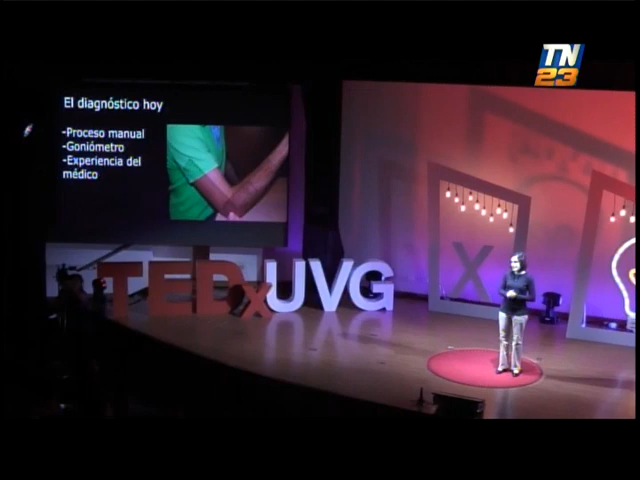 TN
23
El diagnóstico hoy
-Proceso manual
-Goniómetro
-Experiencia del
médico
TEDxUVG
X